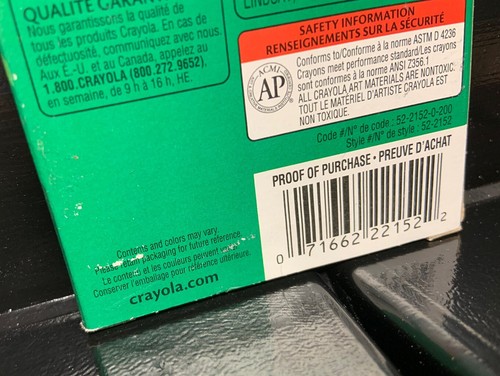 QUALITÉ GARAN
Nous garantissons la qualité de
tous les produits Crayola. En cas de
défectuosité, communiquez avec nous.
Aux É.-U. et au Canada, appelez au
1.800.CRAYOLA (800.272.9652),
en semaine, de 9 h à 16 h, HE.
SAFETY INFORMATION
RENSEIGNEMENTS SUR LA SÉCURITÉ
ACMI
AP
Conforms to/Conforme à la norme ASTM D 4236
Crayons meet performance standard/Les crayons
sont conformes à la norme ANSI Z356.1
ALL CRAYOLA ART MATERIALS ARE NONTOXIC.
TOUT LE MATÉRIEL D'ARTISTE CRAYOLA EST
NON TOXIQUE.
Code #/N° de code : 52-2152-0-200
Style #/N° de style : 52-2152
PROOF OF PURCHASE • PREUVE D'ACHAT
0 71662 22152 2
Contents and colors may vary.
Please retain packaging for future reference.
Le contenu et les couleurs peuvent varier.
Conserver l'emballage pour référence ultérieure.
crayola.com